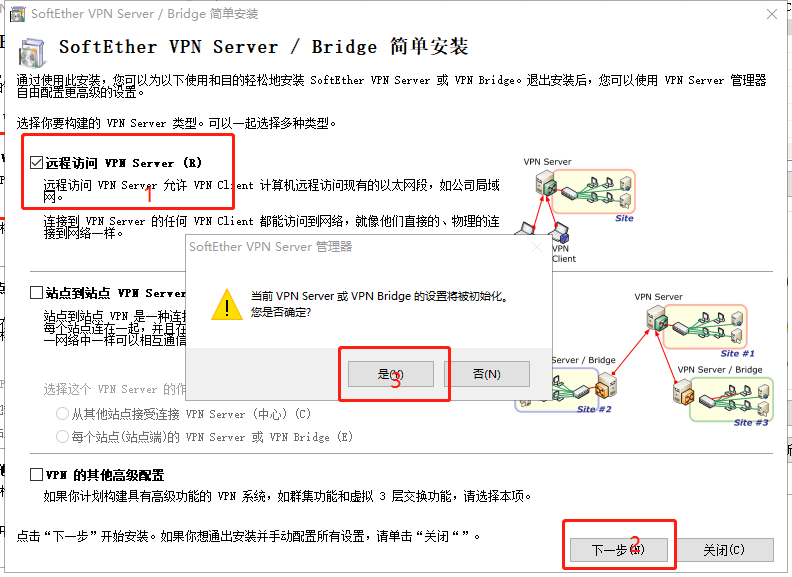 SoftEther VPN Server / Bridge 简单安装
SoftEther VPN Server / Bridge 简单安装
通过使用此安装，您可以为以下使用和目的轻松地安装 SoftEther VPN Server 或 VPN Bridge。退出安装后，您可以使用 VPN Server 管理器
自由配置更高级的设置。
选择你要构建的 VPN Server 类型。可以一起选择多种类型。
远程访问 VPN Server (R)
远程访问 VPN Server 允许 VPN Client 计算机远程访问现有的以太网段，如公司局域
网。
1
连接到 VPN Server 的任何 VPN Client 都能访问到网络，就像他们直接的、物理的连
接到网络一样。
VPN Server
Site
VPN
Client
SoftEther VPN Server 管理器
当前 VPN Server 或 VPN Bridge 的设置将被初始化。
您是否确定?
是(Y)
3
否(N)
站点到站点 VPN Server
站点到站点 VPN 是一种连接
每个站点连在一起，并且在
一网络中一样可以相互通信
选择这个 VPN Server 的作
从其他站点接受连接 VPN Server (中心) (C)
每个站点(站点端)的 VPN Server 或 VPN Bridge (E)
VPN Server
Site #1
Server / Bridge
Site #2
VPN Server / Bridge
Site #3
VPN 的其他高级配置
如果你计划构建具有高级功能的 VPN 系统，如群集功能和虚拟 3 层交换功能，请选择本项。
点击“下一步”开始安装。如果你想通出安装并手动配置所有设置，请单击“关闭“”。
下一步(N)
2
关闭(C)